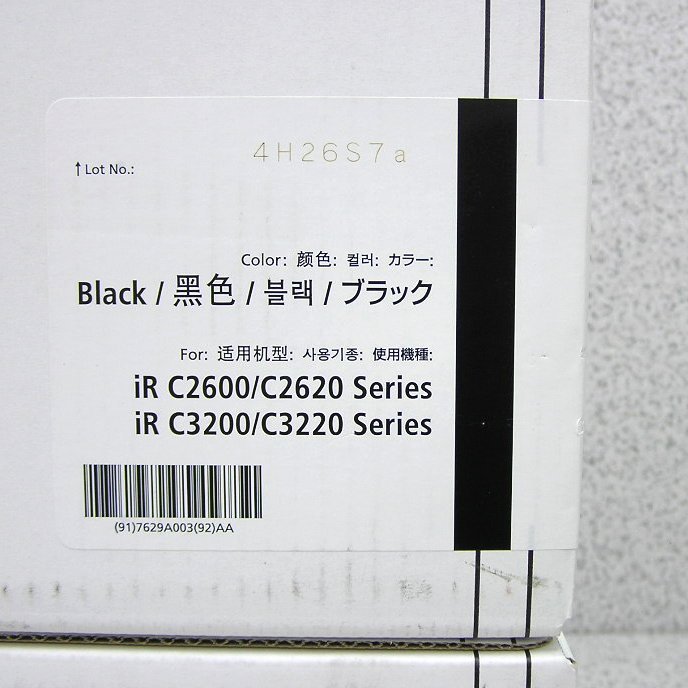 4H26S7a
↑Lot No.:
Color: 颜色: 컬러: カラー:
Black / 黑色 / 블랙 / ブラック
For: 适用机型: 사용기종: 使用機種:
iR C2600/C2620 Series
iR C3200/C3220 Series
(91)7629A003(92)AA